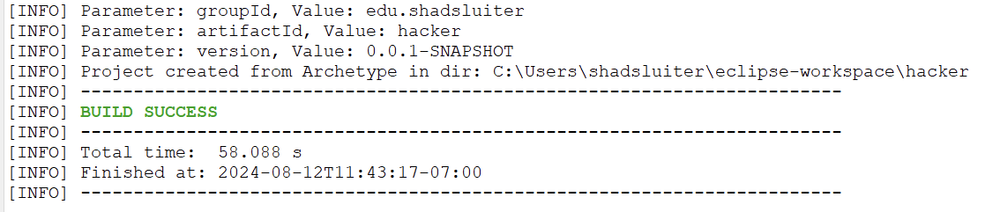 [INFO] Parameter: groupId, Value: edu.shadsluiter
[INFO] Parameter: artifactId, Value: hacker
[INFO] Parameter: version, Value: 0.0.1-SNAPSHOT
[INFO] Project created from Archetype in dir: C:\Users\shadsluiter\eclipse-workspace\hacker
[INFO] ------------------------------------------------------------------------
[INFO] BUILD SUCCESS
[INFO] ------------------------------------------------------------------------
[INFO] Total time:  58.088 s
[INFO] Finished at: 2024-08-12T11:43:17-07:00
[INFO] ------------------------------------------------------------------------